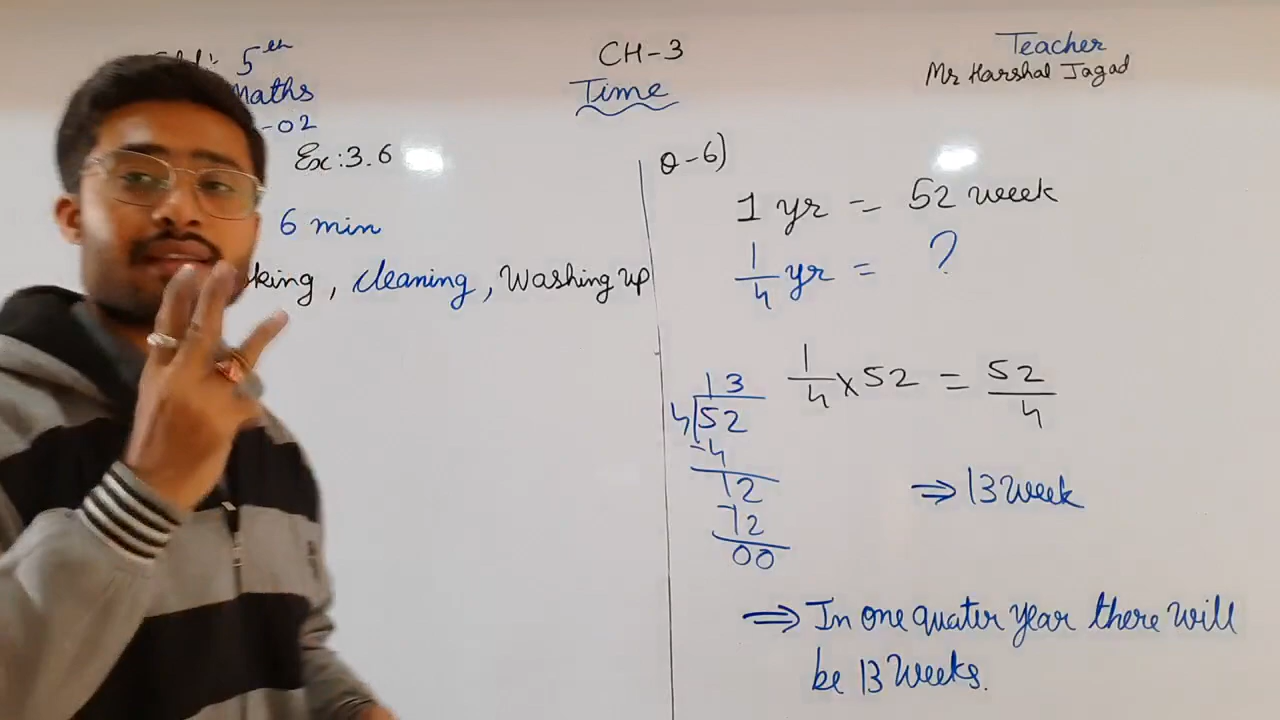 5th
Maths
-02
CH-3
Time
Teacher
Mr Harshal Jagad
Ex:3.6
6 min
king, cleaning, Washing up
Q-6)
1 yr = 52 week
1/4 yr = ?
1/4 x 52 = 52/4
13
4 52
-4
12
12
00
⇒ 13 Week
⇒ In one quater year there will
be 13 Weeks.